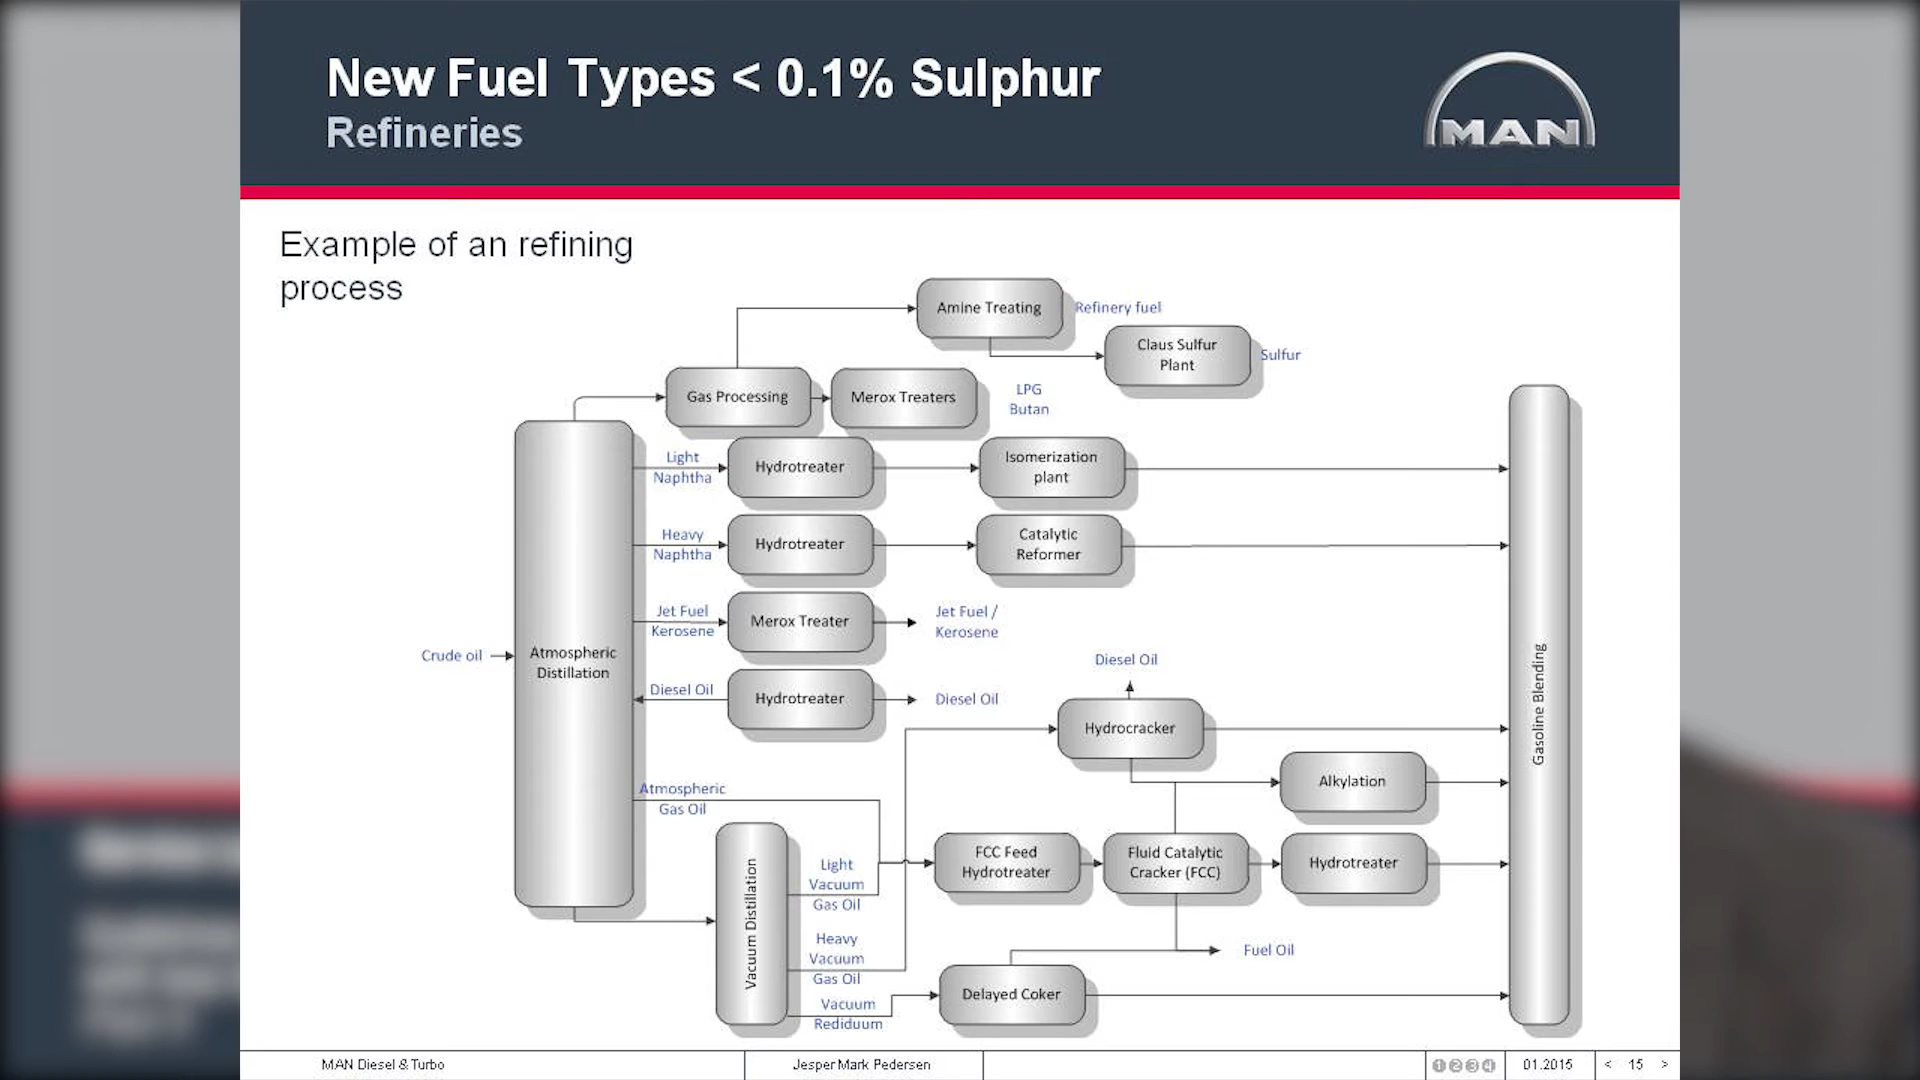 New Fuel Types < 0.1% Sulphur
Refineries
MAN
Example of an refining
process
Amine Treating
Refinery fuel
Claus Sulfur
Plant
Sulfur
Gas Processing
Merox Treaters
LPG
Butan
Light
Naphtha
Hydrotreater
Isomerization
plant
Heavy
Naphtha
Hydrotreater
Catalytic
Reformer
Jet Fuel
Kerosene
Merox Treater
Jet Fuel /
Kerosene
Crude oil
Atmospheric
Distillation
Diesel Oil
Hydrotreater
Diesel Oil
Diesel Oil
Hydrocracker
Gasoline Blending
Alkylation
Atmospheric
Gas Oil
Vacuum Distillation
Light
Vacuum
Gas Oil
FCC Feed
Hydrotreater
Fluid Catalytic
Cracker (FCC)
Hydrotreater
Heavy
Vacuum
Gas Oil
Fuel Oil
Vacuum
Rediduum
Delayed Coker
MAN Diesel & Turbo
Jesper Mark Pedersen
1 2 3 4
01.2015
< 15 >